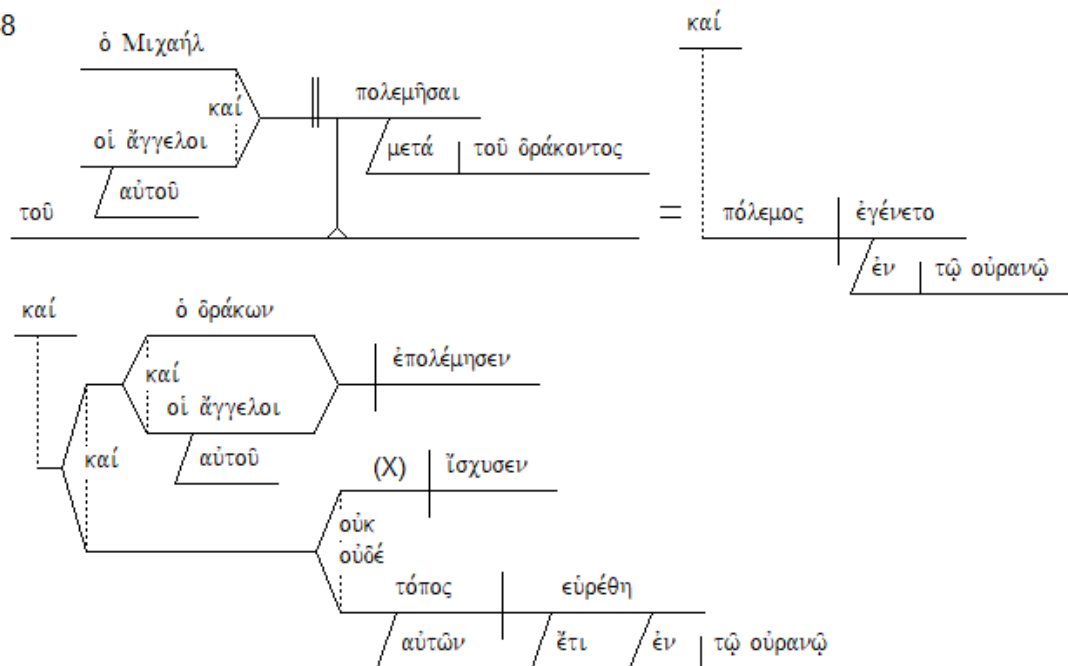 8
καί
ὁ Μιχαήλ
πολεμῆσαι
καί
οἱ ἄγγελοι
μετά τοῦ δράκοντος
αὐτοῦ
τοῦ
= πόλεμος ἐγένετο
ἐν τῷ οὐρανῷ
καί ὁ δράκων
ἐπολέμησεν
καί
οἱ ἄγγελοι
καί αὐτοῦ
(X) ἴσχυσεν
οὐκ
οὐδέ
τόπος εὑρέθη
αὐτῶν ἔτι ἐν τῷ οὐρανῷ